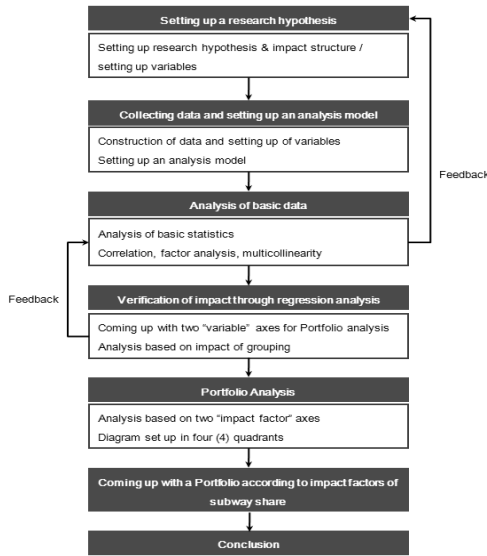 Setting up a research hypothesis
Setting up research hypothesis & impact structure /
setting up variables
Collecting data and setting up an analysis model
Construction of data and setting up of variables
Setting up an analysis model
Feedback
Analysis of basic data
Analysis of basic statistics
Correlation, factor analysis, multicollinearity
Feedback
Verification of impact through regression analysis
Coming up with two "variable" axes for Portfolio analysis
Analysis based on impact of grouping
Portfolio Analysis
Analysis based on two "impact factor" axes
Diagram set up in four (4) quadrants
Coming up with a Portfolio according to impact factors of
subway share
Conclusion